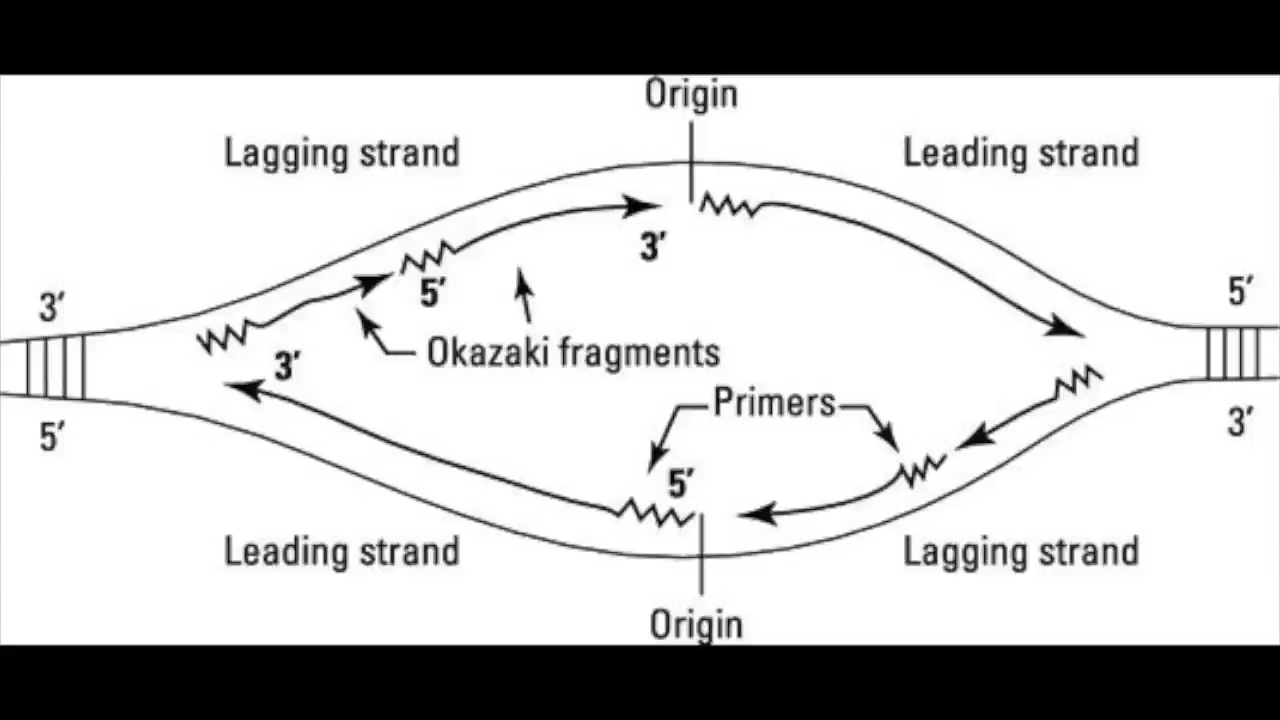 Origin
Lagging strand
Leading strand
3′
5′
3′
5′
3′
Okazaki fragments
5′
3′
Primers
5′
5′
3′
Leading strand
Lagging strand
Origin